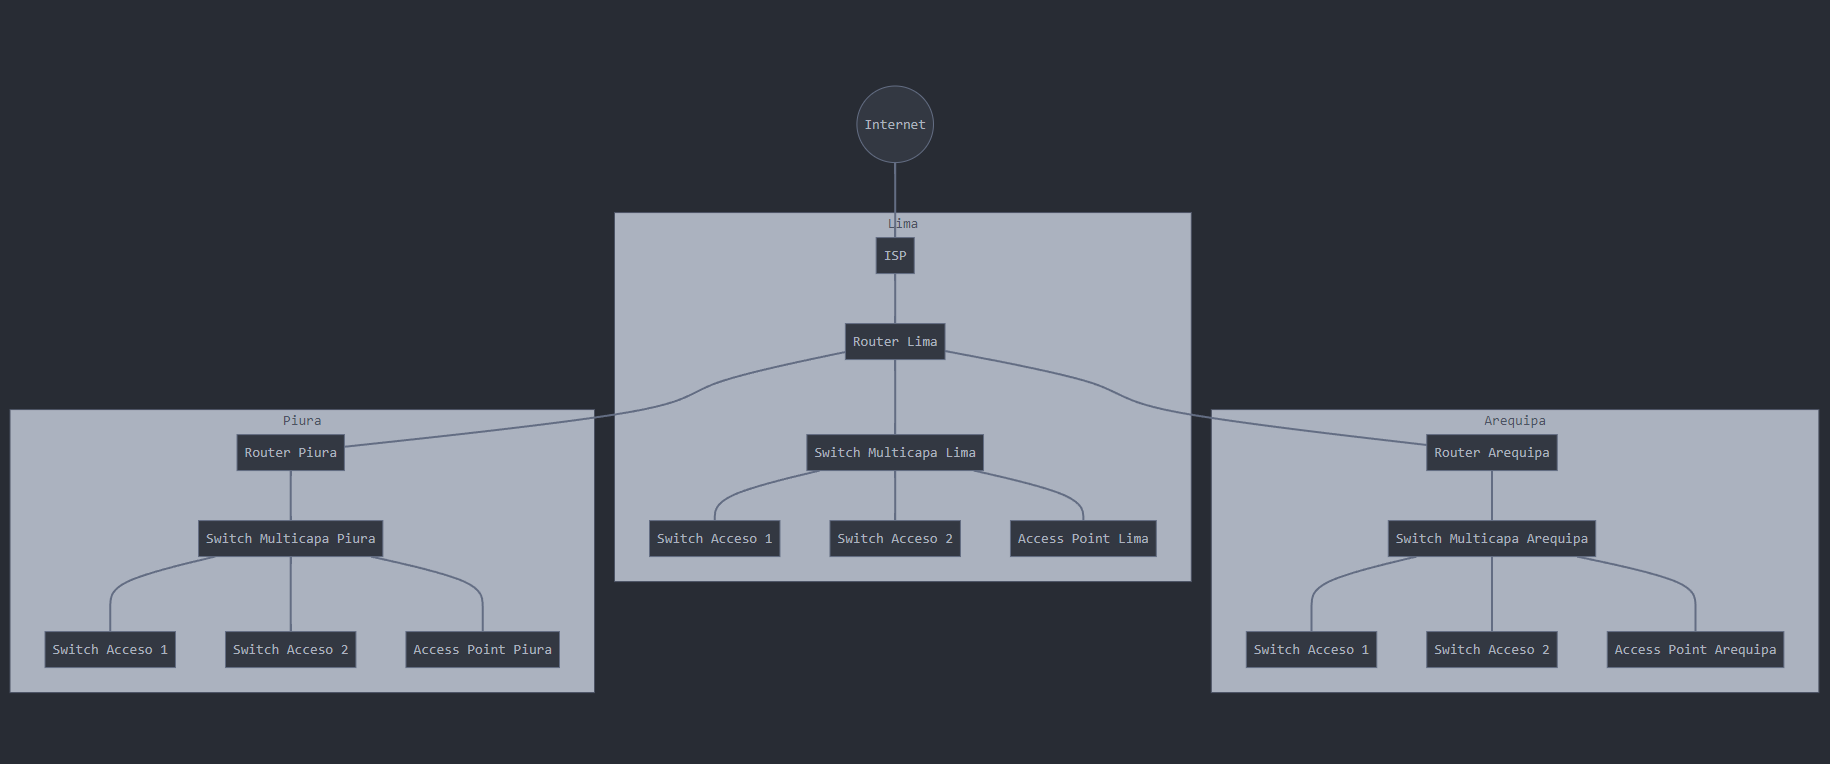 Internet
Lima
ISP
Router Lima
Switch Multicapa Lima
Switch Acceso 1
Switch Acceso 2
Access Point Lima
Piura
Router Piura
Switch Multicapa Piura
Switch Acceso 1
Switch Acceso 2
Access Point Piura
Arequipa
Router Arequipa
Switch Multicapa Arequipa
Switch Acceso 1
Switch Acceso 2
Access Point Arequipa